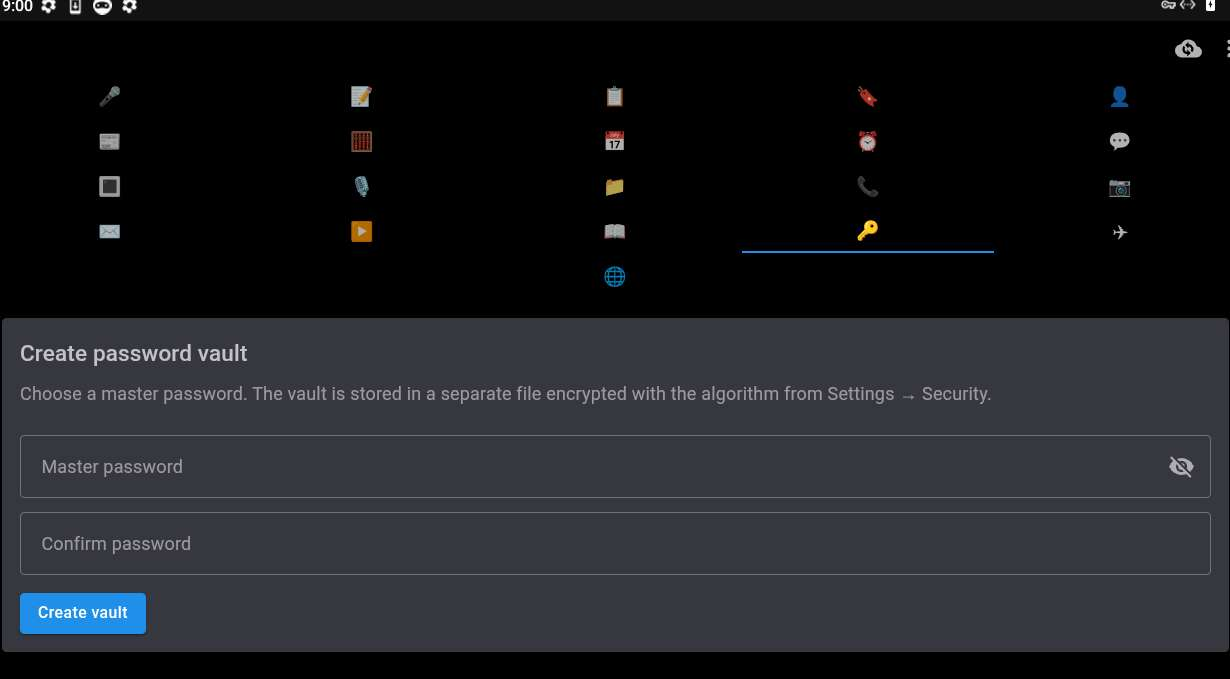 9:00
17
Create password vault
Choose a master password. The vault is stored in a separate file encrypted with the algorithm from Settings → Security.
Master password
Confirm password
Create vault